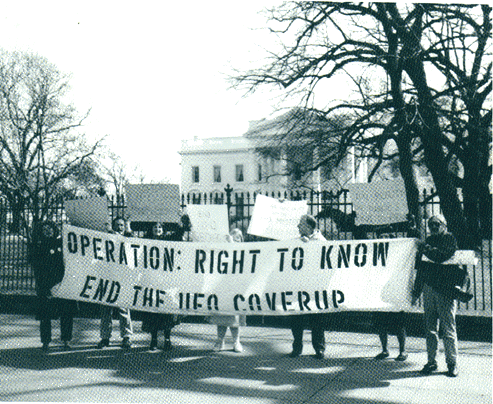 OPERATION: RIGHT TO KNOW
END THE UFO COVERUP